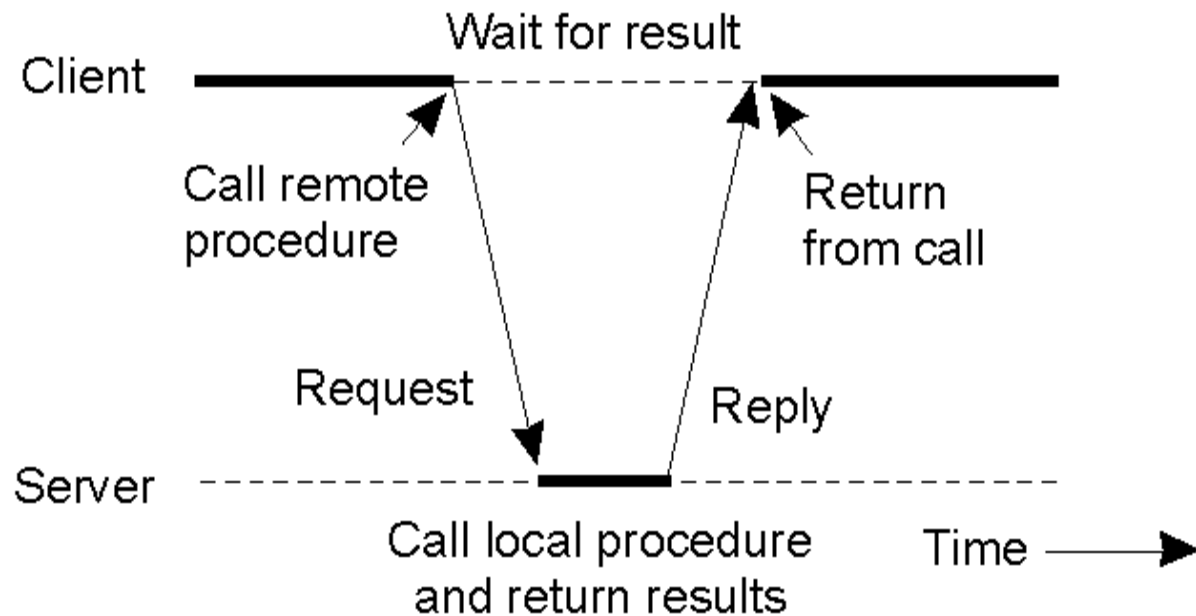 Wait for result
Client
Call remote
procedure
Return
from call
Request
Reply
Server
Call local procedure
and return results
Time